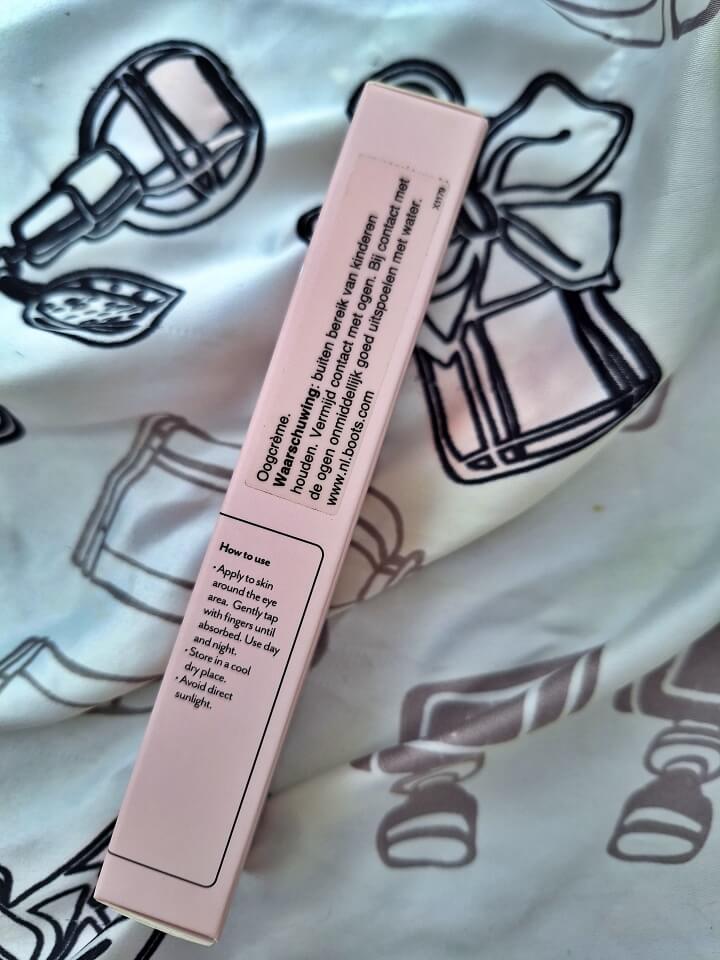 Oogcrème.
Waarschuwing: buiten bereik van kinderen
houden. Vermijd contact met ogen. Bij contact met
de ogen onmiddellijk goed uitspoelen met water.
www.nl.boots.com
X1179
How to use
• Apply to skin
around the eye
area. Gently tap
with fingers until
absorbed. Use day
and night.
• Store in a cool
dry place.
• Avoid direct
sunlight.